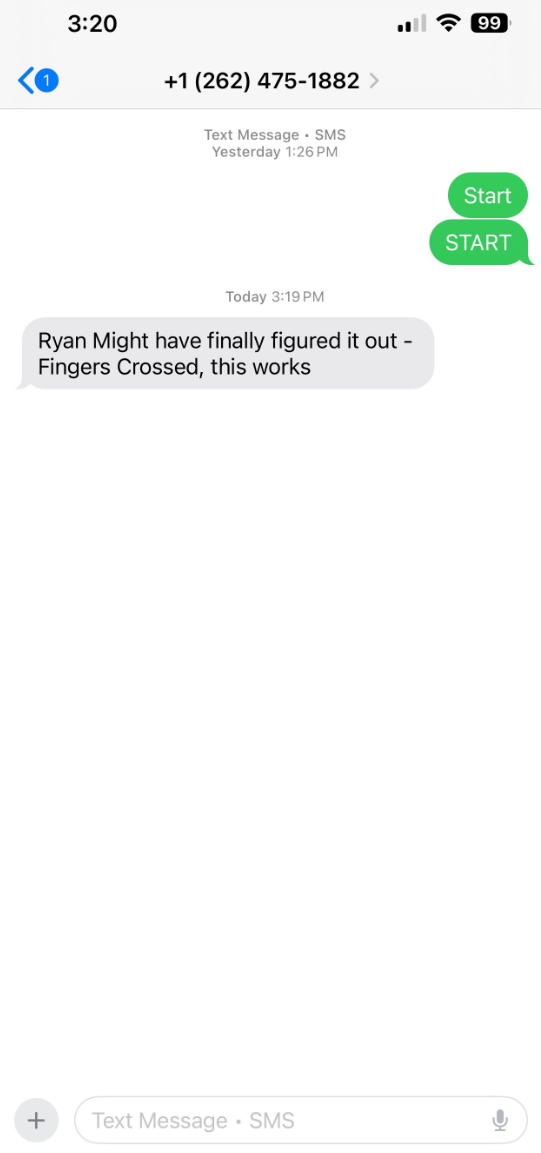 3:20
99
1
+1 (262) 475-1882
Text Message • SMS
Yesterday 1:26 PM
Start
START
Today 3:19 PM
Ryan Might have finally figured it out -
Fingers Crossed, this works
Text Message • SMS